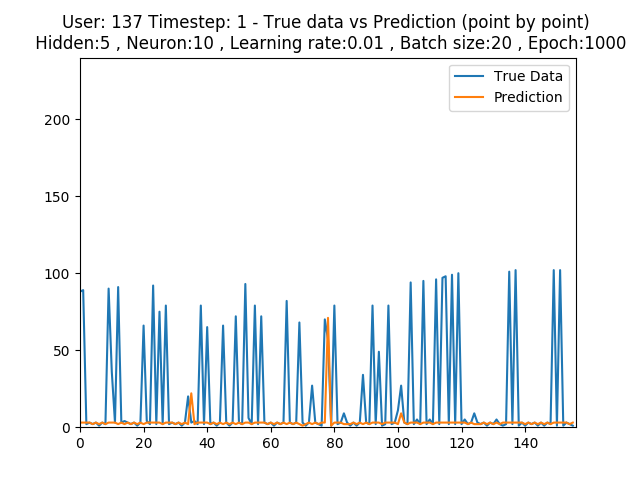 User: 137 Timestep: 1 - True data vs Prediction (point by point)
Hidden:5 , Neuron:10 , Learning rate:0.01 , Batch size:20 , Epoch:1000
True Data
Prediction
200
150
100
50
0
0 20 40 60 80 100 120 140